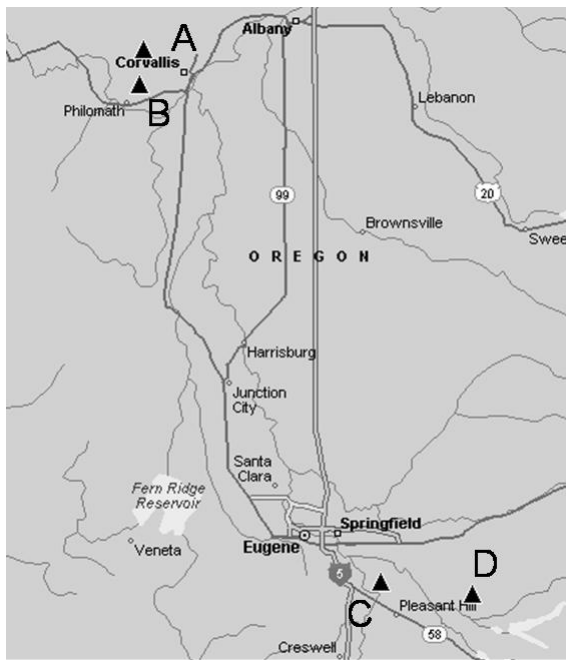 A
Albany
Corvallis
Philomath
B
Lebanon
99
20
Brownsville
Swee
OREGON
Harrisburg
Junction
City
Santa
Clara
Fern Ridge
Reservoir
Springfield
Eugene
Veneta
D
5
C
Pleasant Hill
58
Creswell